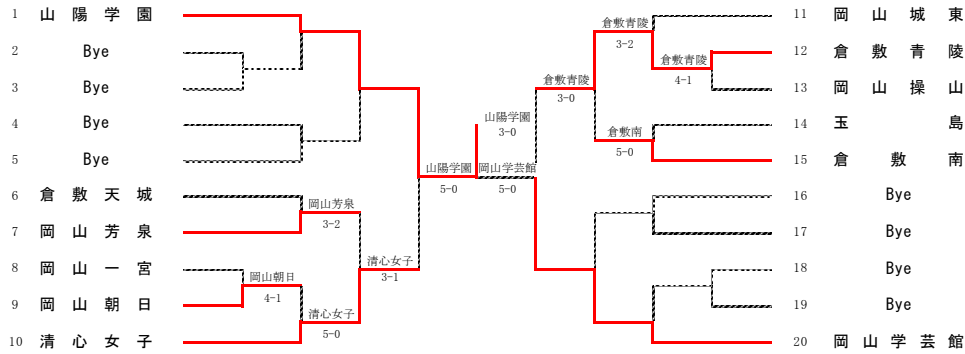 1 山陽学園
2 Bye
3 Bye
4 Bye
5 Bye
6 倉敷天城
7 岡山芳泉
8 岡山一宮
9 岡山朝日
10 清心女子
岡山芳泉
3-2
岡山朝日
4-1
清心女子
5-0
清心女子
3-1
山陽学園
5-0
山陽学園
3-0
岡山学芸館
5-0
倉敷青陵
3-0
倉敷青陵
3-2
倉敷青陵
4-1
倉敷南
5-0
11 岡山城東
12 倉敷青陵
13 岡山操山
14 玉島
15 倉敷南
16 Bye
17 Bye
18 Bye
19 Bye
20 岡山学芸館